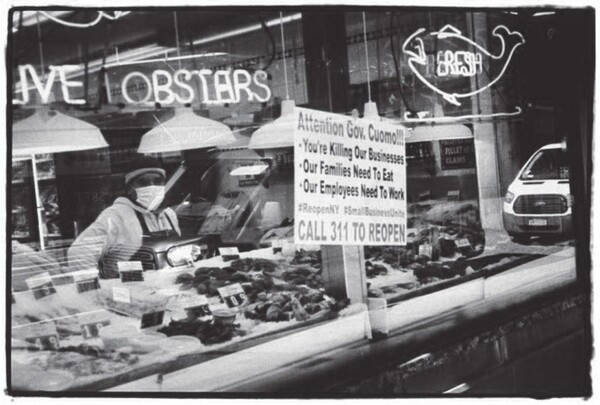 LIVE LOBSTERS
FRESH
Attention Gov. Cuomo!!!
-You're Killing Our Businesses
-Our Families Need To Eat
-Our Employees Need To Work
#ReopenNY #SmallBusinessUnite
CALL 311 TO REOPEN